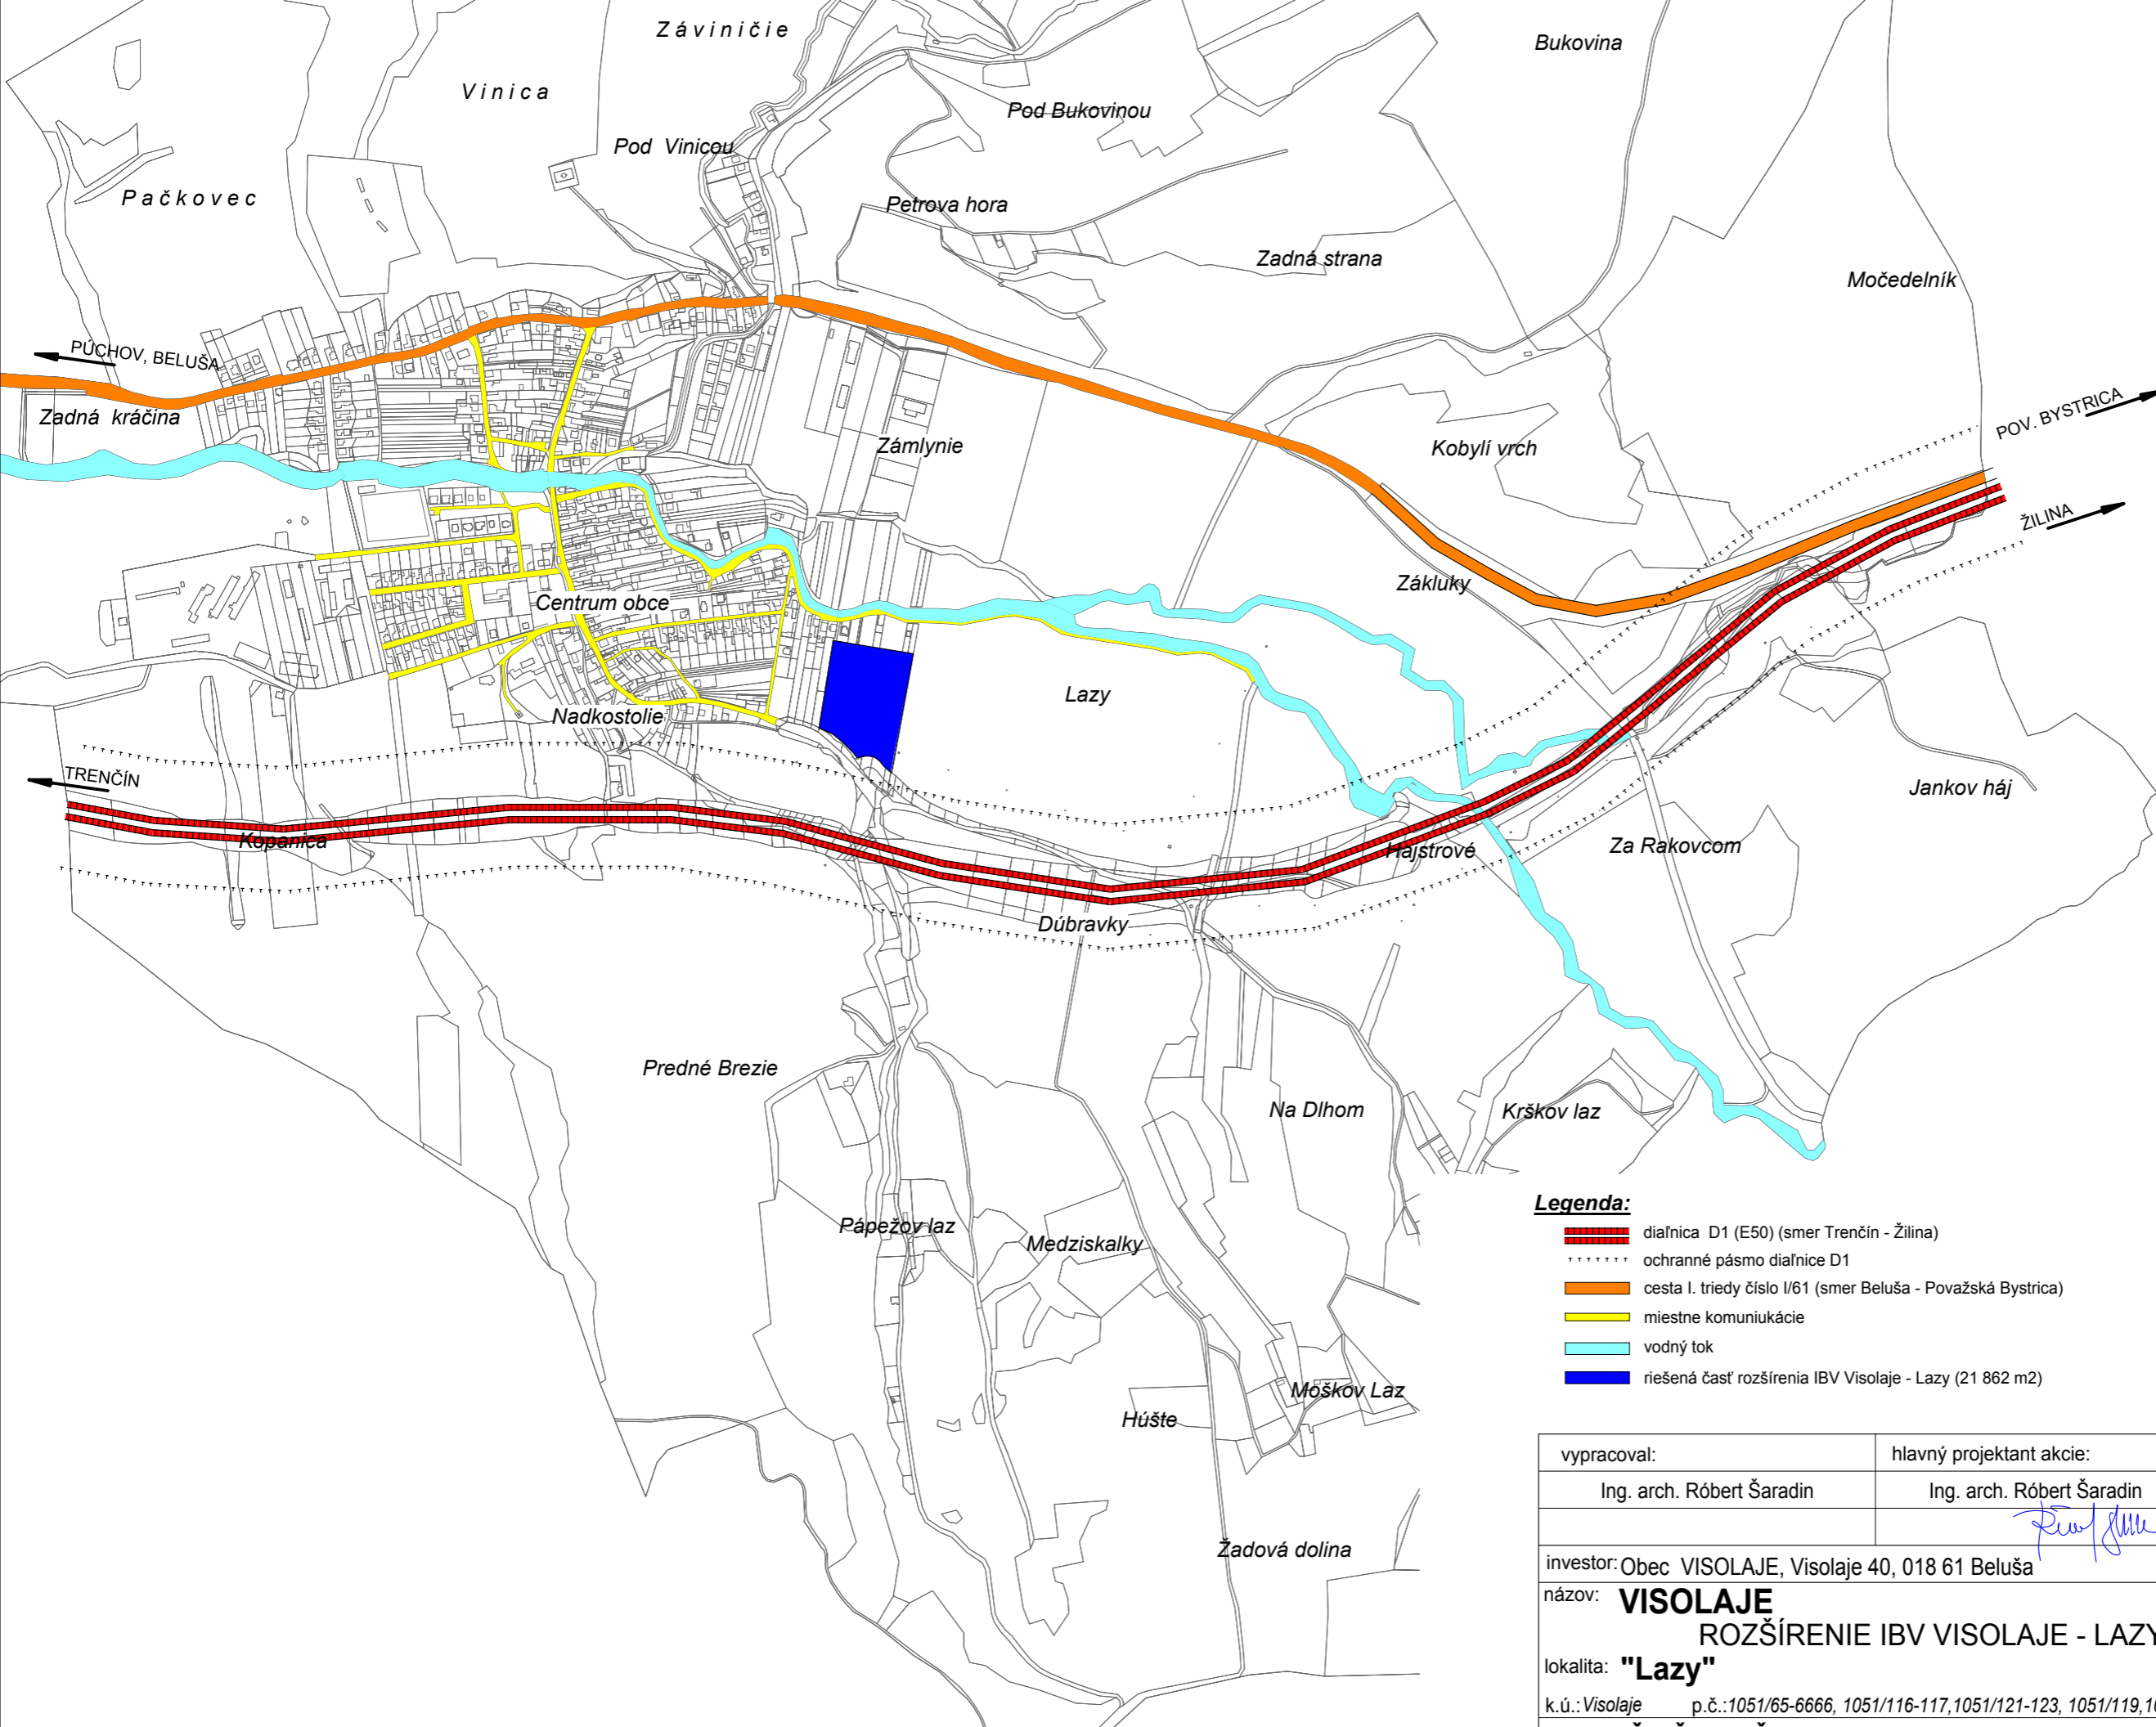 Záviničie
Bukovina
Vinica
Pod Bukovinou
Pod Vinicou
Pačkovec
Petrova hora
Zadná strana
Močedelník
PÚCHOV, BELUŠA
Zadná kráčina
POV. BYSTRICA
Zámlynie
Kobylí vrch
ŽILINA
Zákluky
Centrum obce
Lazy
Nadkostolie
TRENČÍN
Jankov háj
Kopanica
Hajstrové
Za Rakovcom
Dúbravky
Predné Brezie
Na Dlhom
Krškov laz
Pápežov laz
Medziskalky
Moškov Laz
Húšte
Žadová dolina
Legenda:
diaľnica D1 (E50) (smer Trenčín - Žilina)
ochranné pásmo diaľnice D1
cesta I. triedy číslo I/61 (smer Beluša - Považská Bystrica)
miestne komuniukácie
vodný tok
riešená časť rozšírenia IBV Visolaje - Lazy (21 862 m2)
vypracoval: hlavný projektant akcie:
Ing. arch. Róbert Šaradin Ing. arch. Róbert Šaradin
investor: Obec VISOLAJE, Visolaje 40, 018 61 Beluša
názov: VISOLAJE
ROZŠÍRENIE IBV VISOLAJE - LAZY
lokalita: "Lazy"
k.ú.: Visolaje p.č.:1051/65-6666, 1051/116-117,1051/121-123, 1051/119,